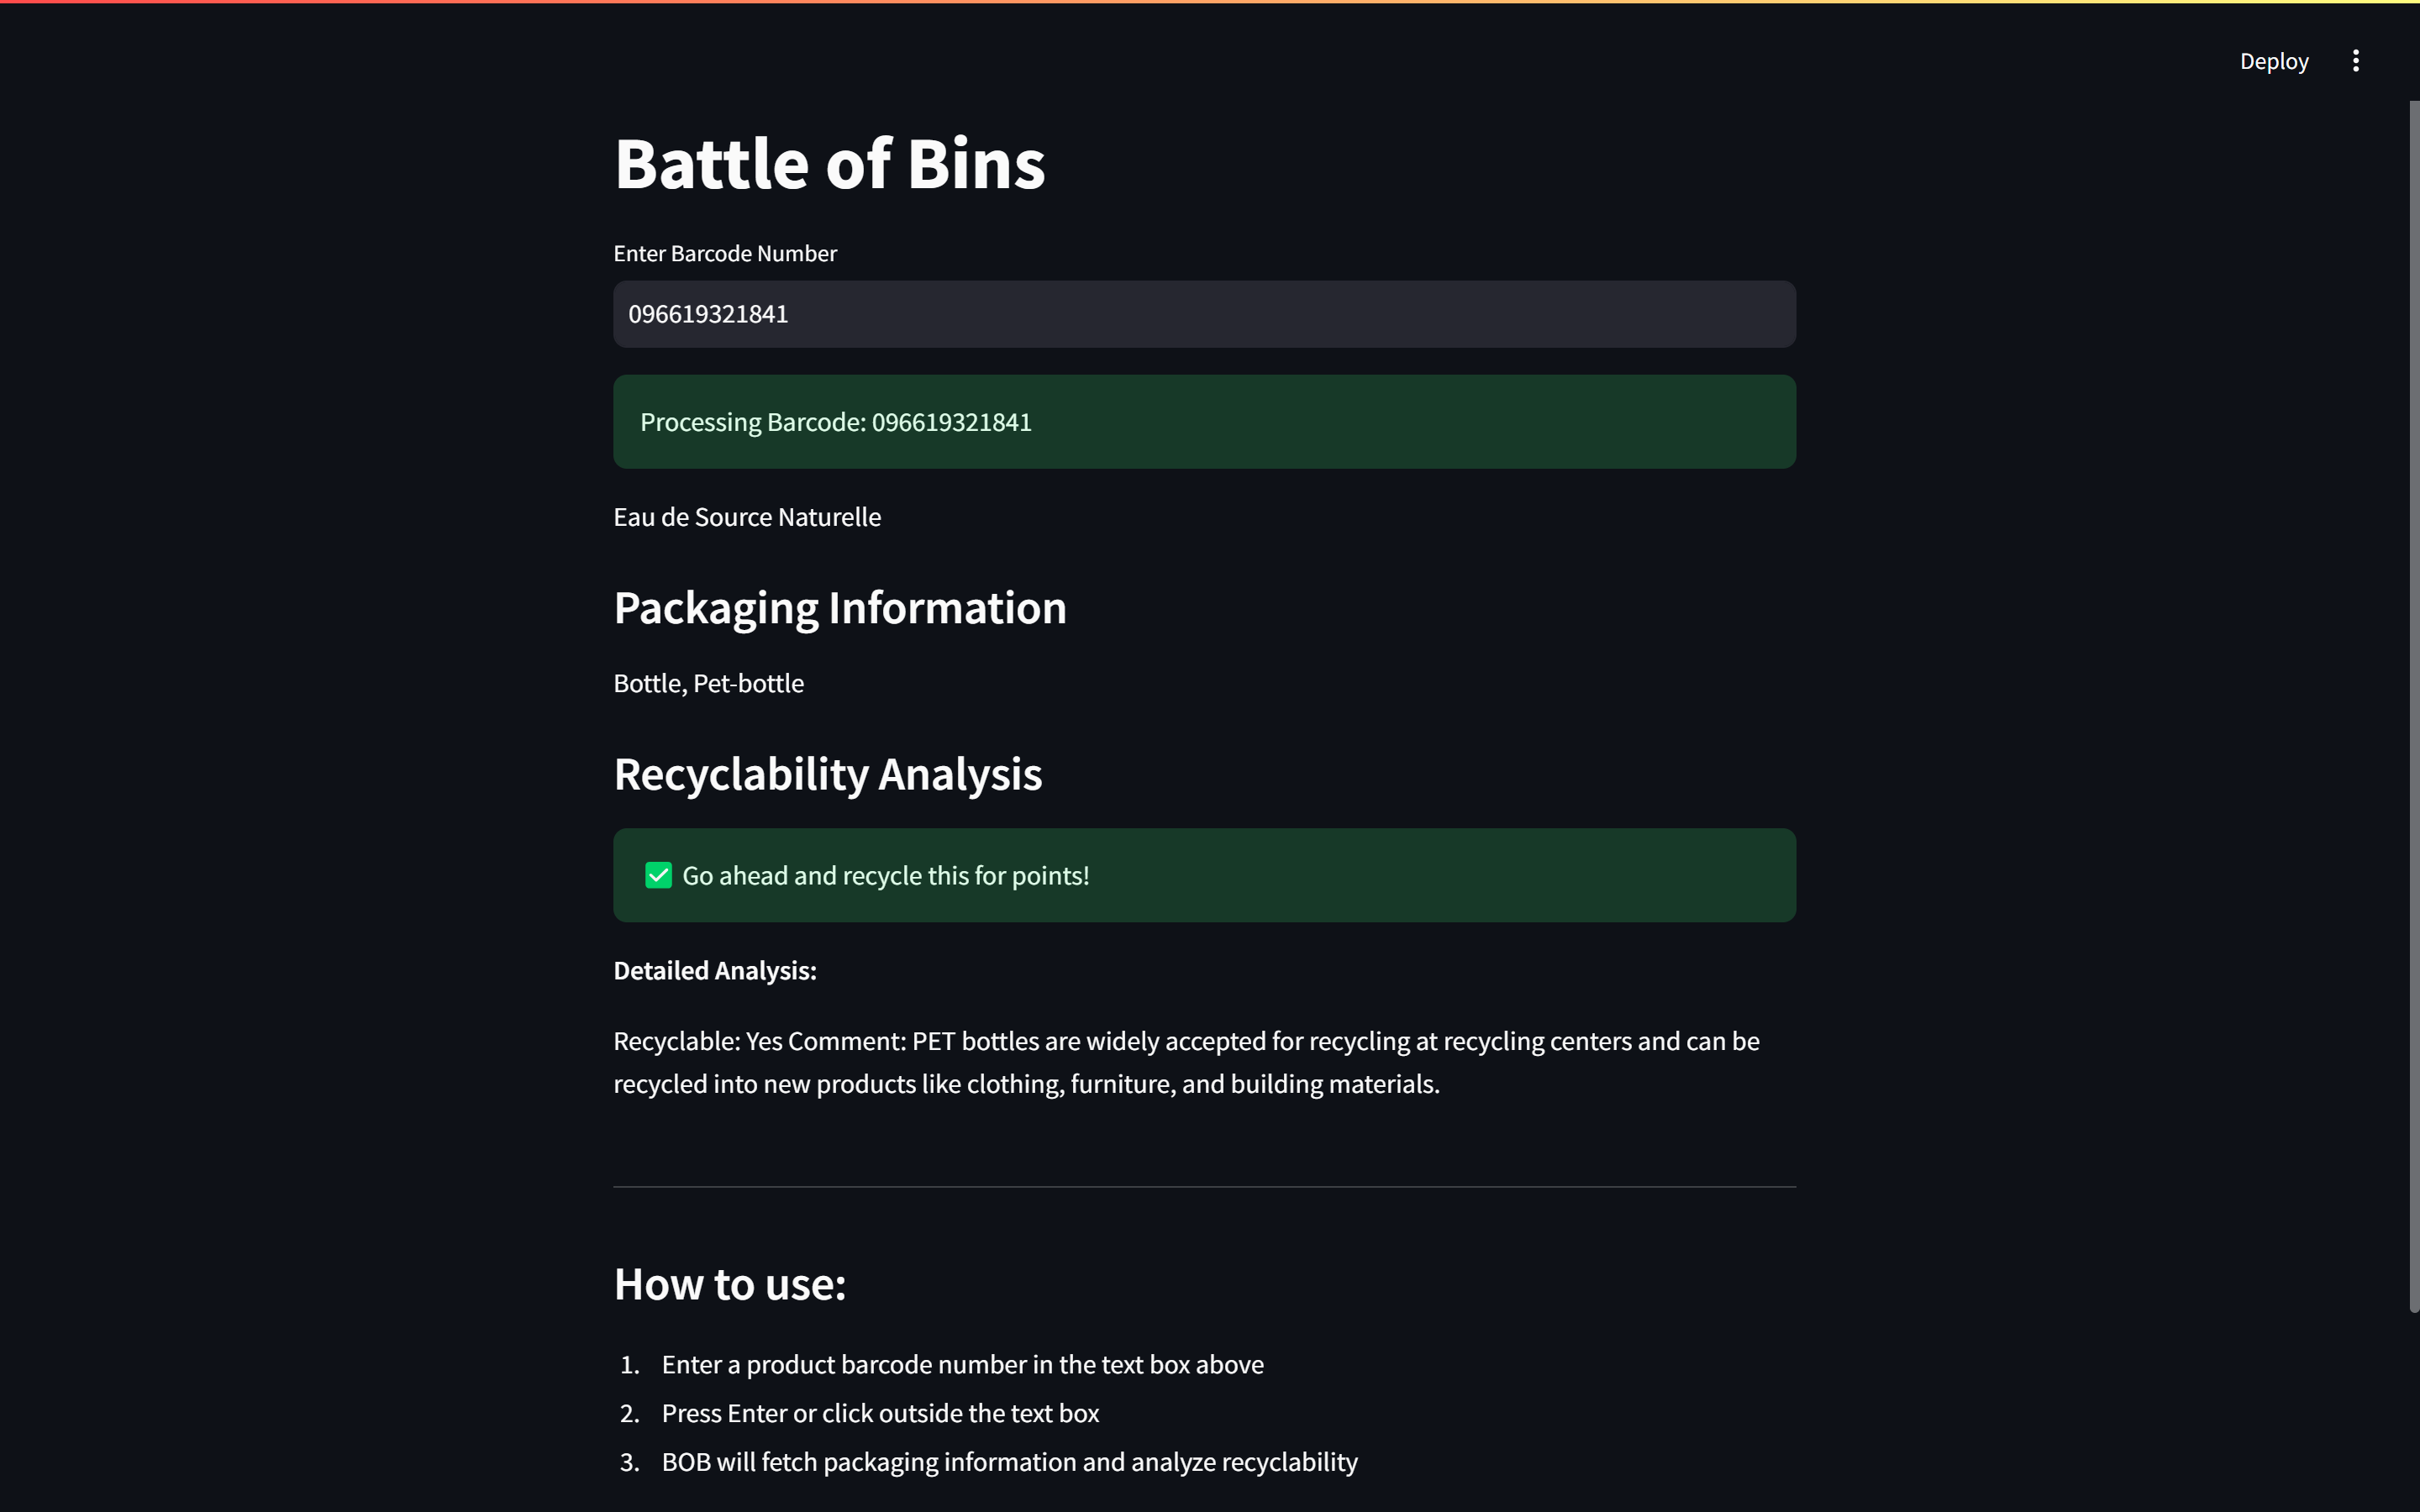 Deploy
Battle of Bins
Enter Barcode Number
096619321841
Processing Barcode: 096619321841
Eau de Source Naturelle
Packaging Information
Bottle, Pet-bottle
Recyclability Analysis
✅ Go ahead and recycle this for points!
Detailed Analysis:
Recyclable: Yes Comment: PET bottles are widely accepted for recycling at recycling centers and can be
recycled into new products like clothing, furniture, and building materials.
How to use:
1. Enter a product barcode number in the text box above
2. Press Enter or click outside the text box
3. BOB will fetch packaging information and analyze recyclability